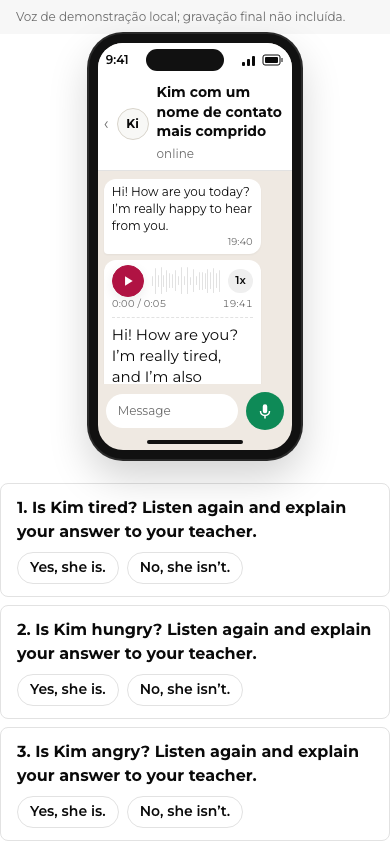 Voz de demonstração local; gravação final não incluída.
9:41
‹
Ki
Kim com um
nome de contato
mais comprido
online
Hi! How are you today?
I’m really happy to hear
from you.
19:40
1x
0:00 / 0:05
19:41
Hi! How are you?
I’m really tired,
and I’m also
Message
1. Is Kim tired? Listen again and explain
your answer to your teacher.
Yes, she is.
No, she isn’t.
2. Is Kim hungry? Listen again and explain
your answer to your teacher.
Yes, she is.
No, she isn’t.
3. Is Kim angry? Listen again and explain
your answer to your teacher.
Yes, she is.
No, she isn’t.